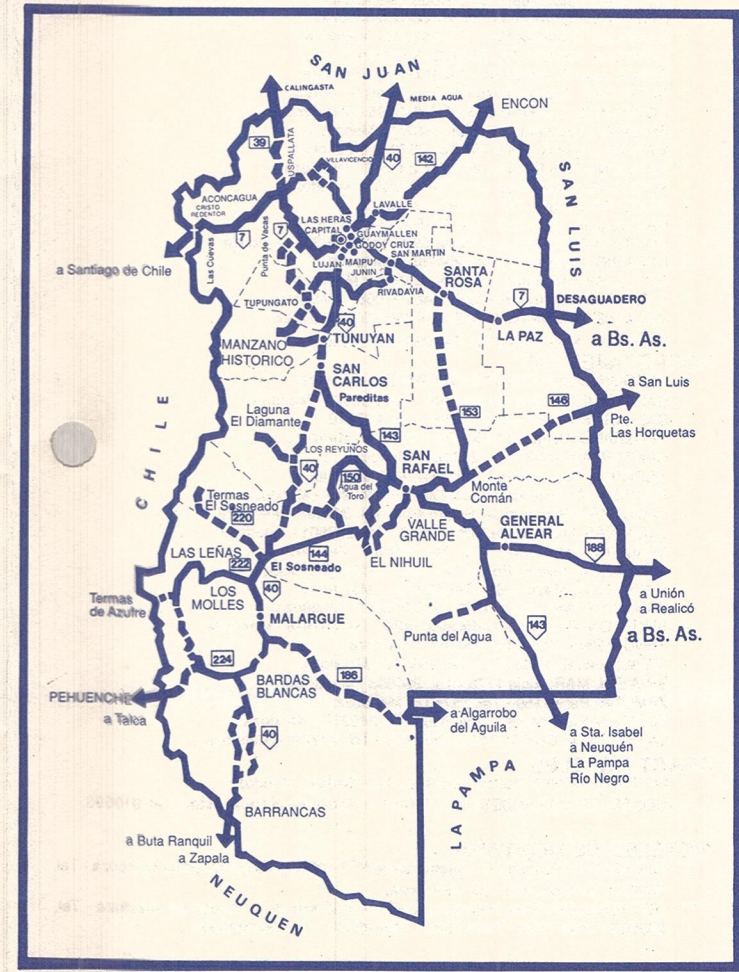 SAN JUAN
CALINGASTA
MEDIA AGUA
ENCON
39
USPALLATA
VILLAVICENCIO
40
142
SAN LUIS
ACONCAGUA
CRISTO
REDENTOR
LAVALLE
LAS HERAS
CAPITAL
GUAYMALLEN
GODOY CRUZ
7
7
Punta de Vacas
Las Cuevas
LUJAN
MAIPU
SAN MARTIN
JUNIN
a Santiago de Chile
SANTA
ROSA
RIVADAVIA
TUPUNGATO
7
DESAGUADERO
40
LA PAZ
a Bs. As.
MANZANO
HISTORICO
TUNUYAN
SAN
CARLOS
Pareditas
a San Luis
146
153
Pte.
Las Horquetas
CHILE
Laguna
El Diamante
143
LOS REYUNOS
SAN
RAFAEL
40
150
Agua del
Toro
Monte
Comán
Termas
El Sosneado
220
VALLE
GRANDE
GENERAL
ALVEAR
188
LAS LEÑAS
144
222
El Sosneado
EL NIHUIL
a Unión
a Realicó
Termas
de Azufre
LOS
MOLLES
40
MALARGUE
143
a Bs. As.
Punta del Agua
224
186
BARDAS
BLANCAS
PEHUENCHE
a Talca
a Algarrobo
del Aguila
a Sta. Isabel
a Neuquén
La Pampa
Río Negro
40
LA PAMPA
BARRANCAS
a Buta Ranquil
a Zapala
NEUQUEN